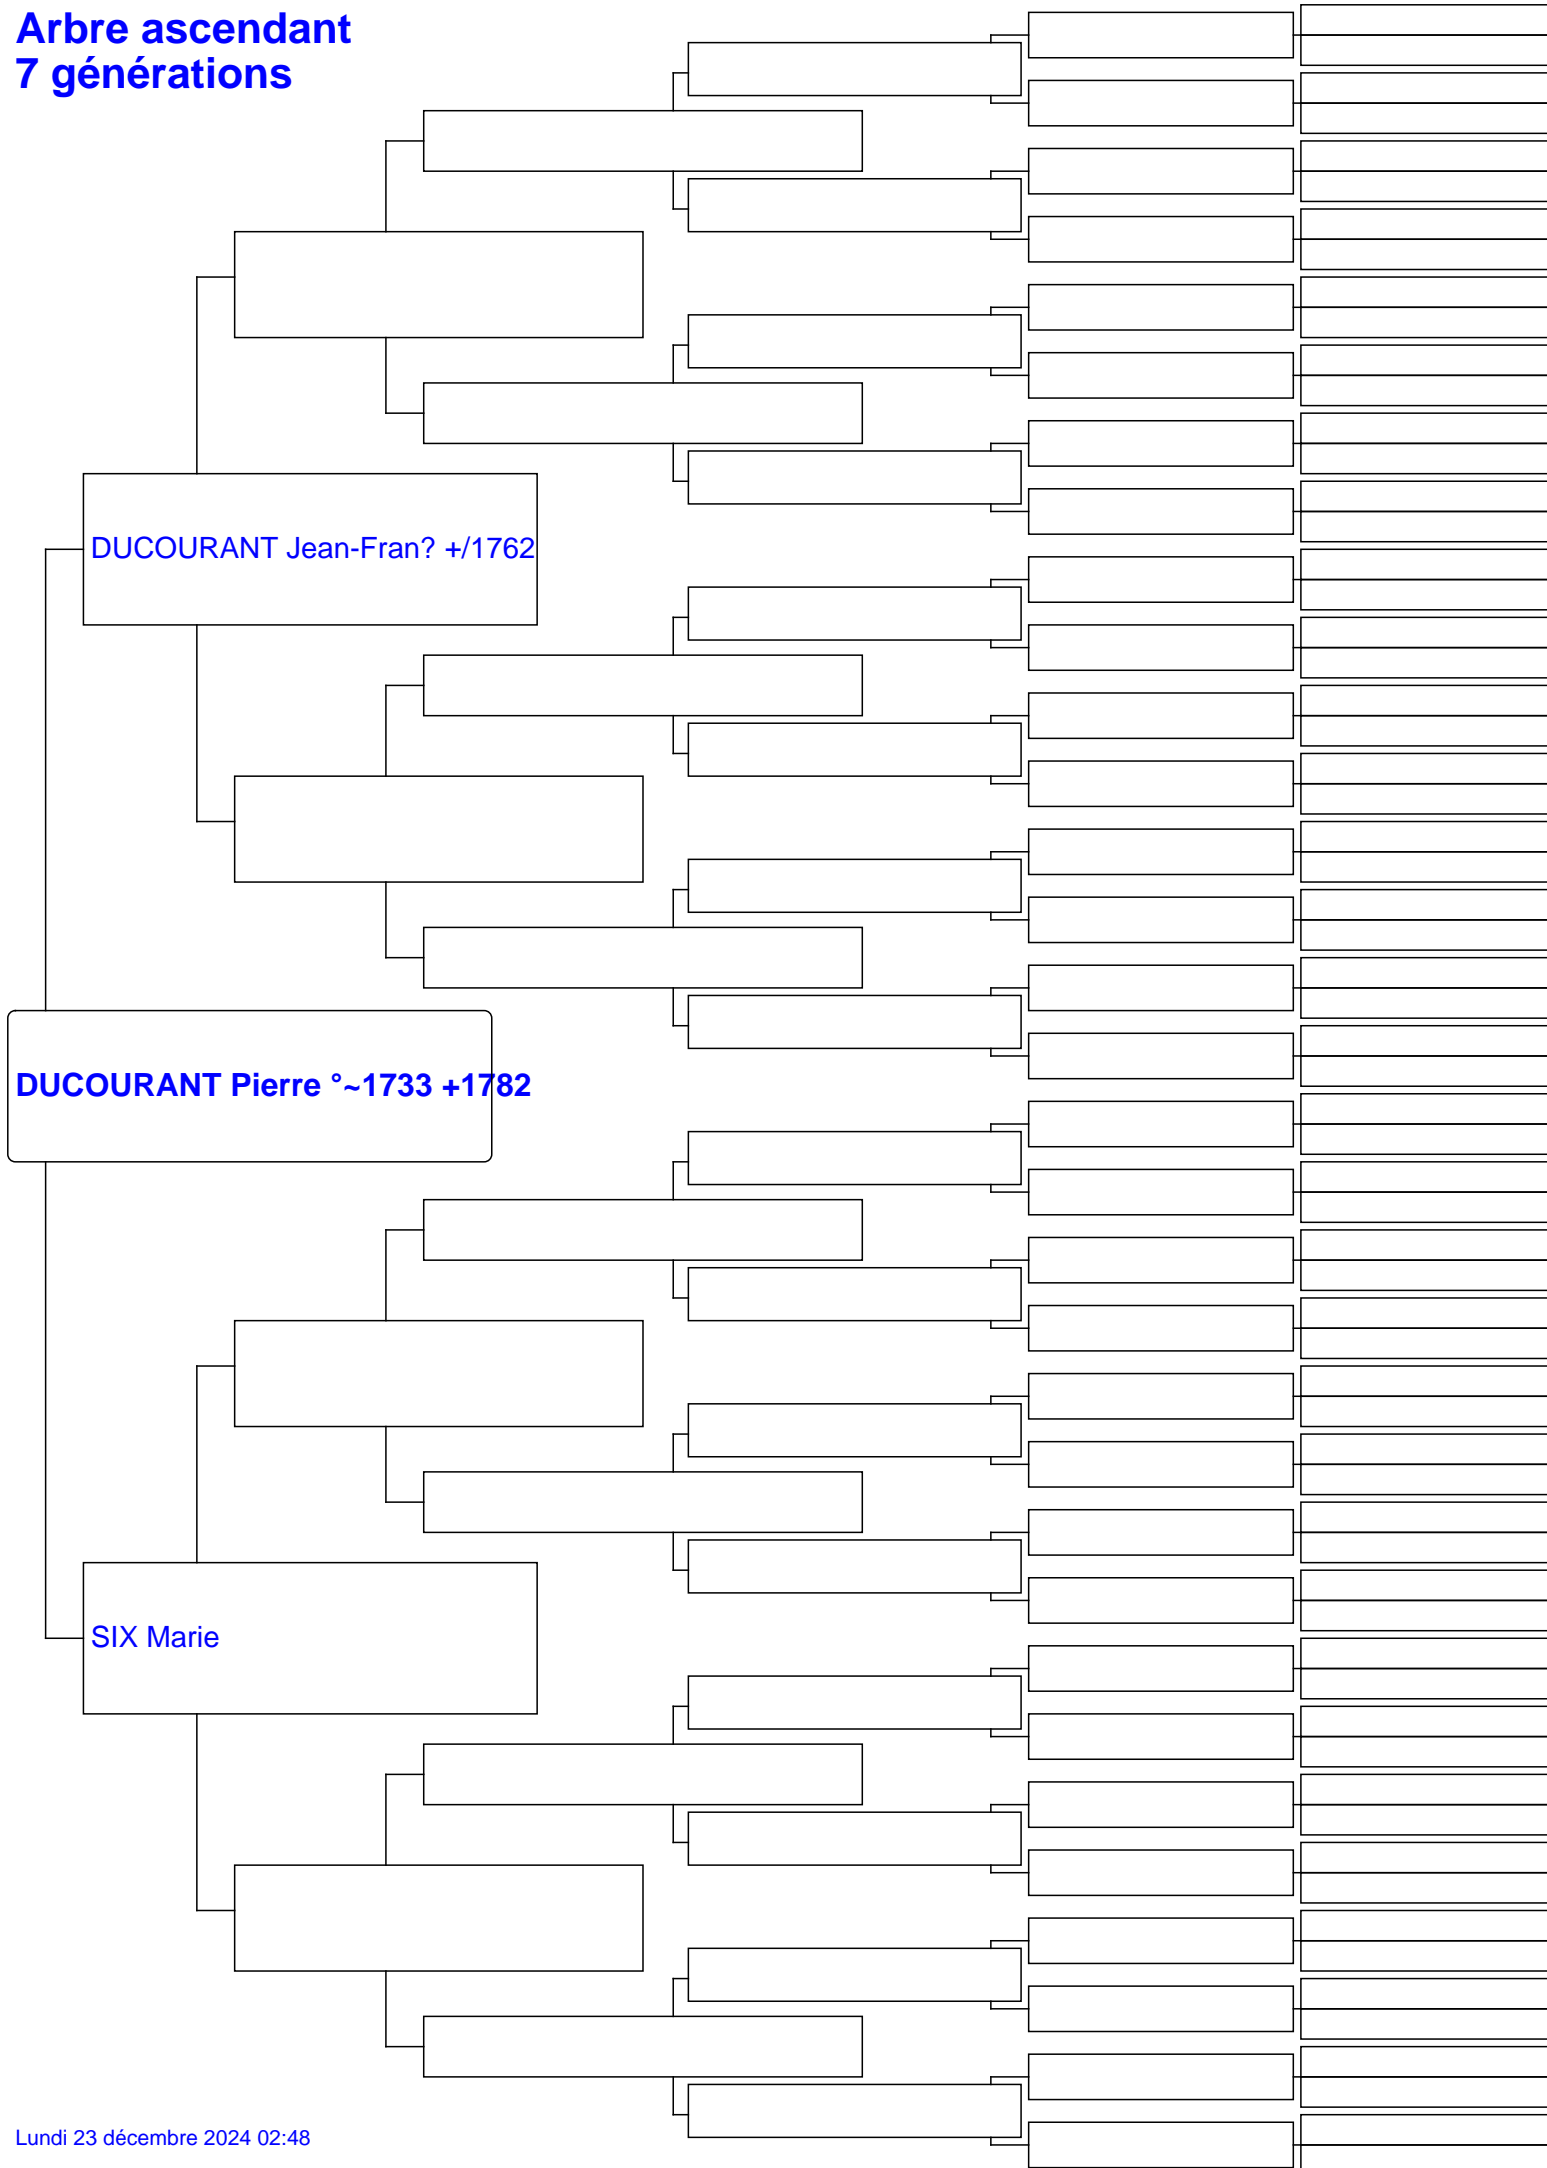 Arbre ascendant
7 générations
DUCOURANT Jean-Fran? +/1762
DUCOURANT Pierre °~1733 +1782
SIX Marie
Lundi 23 décembre 2024 02:48